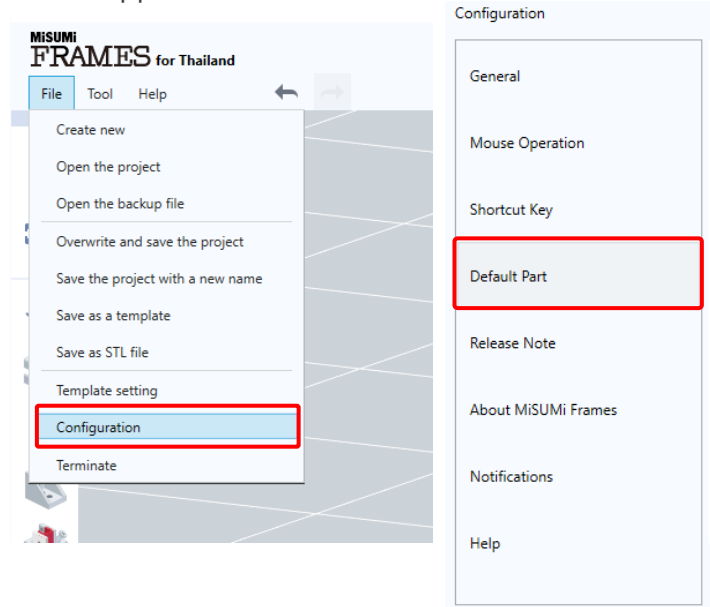 MiSUMi
FRAMES for Thailand
File Tool Help
Create new
Open the project
Open the backup file
Overwrite and save the project
Save the project with a new name
Save as a template
Save as STL file
Template setting
Configuration
Terminate
Configuration
General
Mouse Operation
Shortcut Key
Default Part
Release Note
About MiSUMi Frames
Notifications
Help